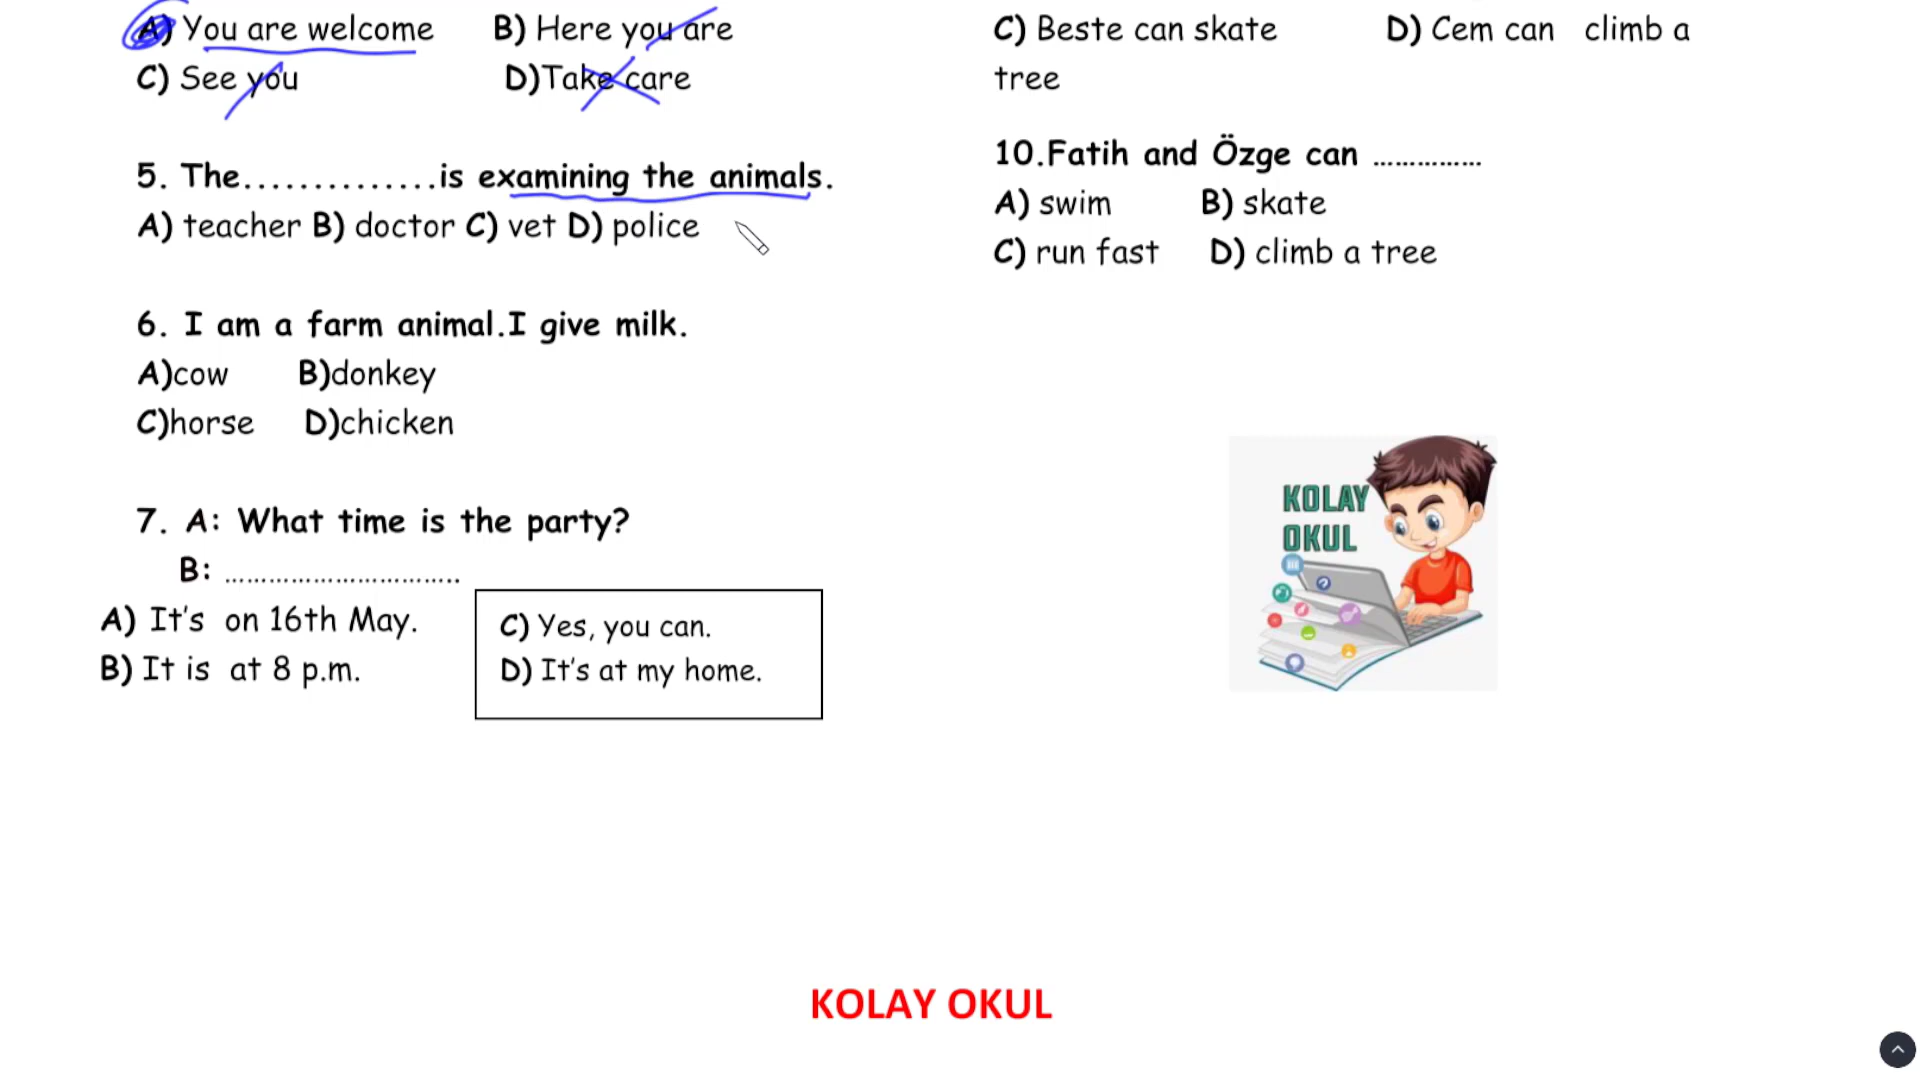 A) You are welcome B) Here you are
C) See you D)Take care
5. The..............is examining the animals.
A) teacher B) doctor C) vet D) police
6. I am a farm animal.I give milk.
A)cow B)donkey
C)horse D)chicken
7. A: What time is the party?
B: ................................
A) It's on 16th May.
B) It is at 8 p.m.
C) Yes, you can.
D) It's at my home.
C) Beste can skate D) Cem can climb a
tree
10.Fatih and Özge can ...............
A) swim B) skate
C) run fast D) climb a tree
KOLAY
OKUL
KOLAY OKUL